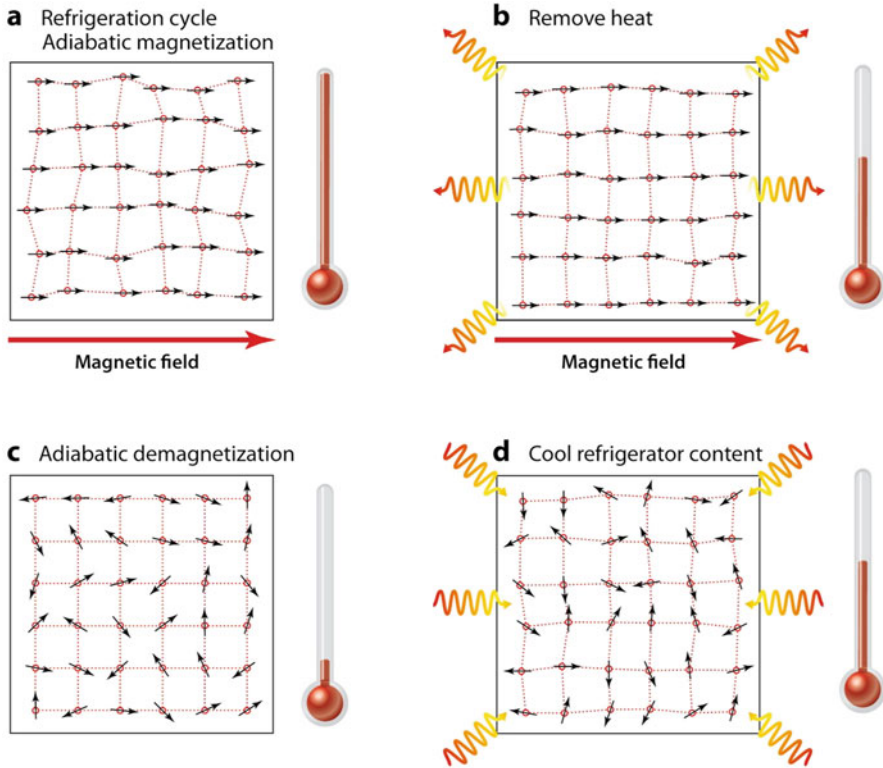 a Refrigeration cycle
Adiabatic magnetization
b Remove heat
Magnetic field
Magnetic field
c Adiabatic demagnetization
d Cool refrigerator content